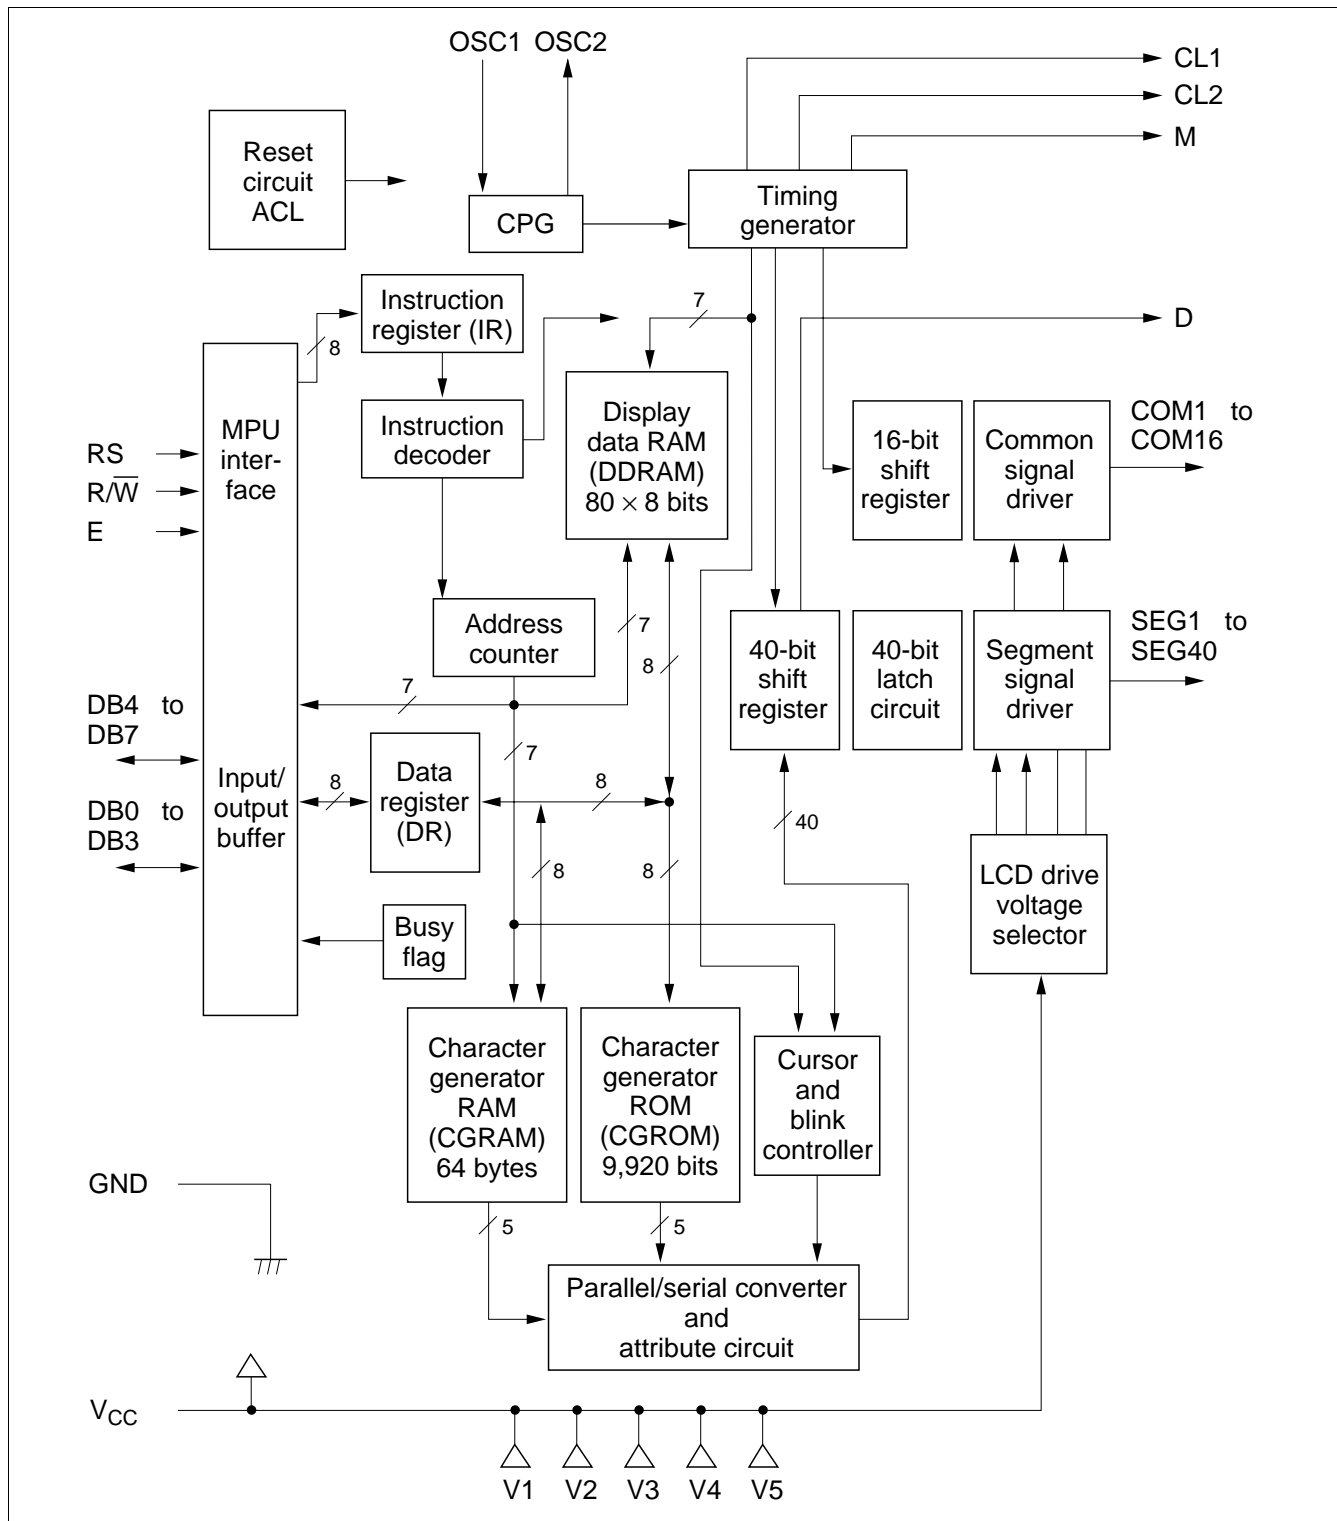 OSC1 OSC2
CL1
CL2
M
Reset
circuit
ACL
CPG
Timing
generator
Instruction
register (IR)
8
7
D
MPU
inter-
face
Instruction
decoder
Display
data RAM
(DDRAM)
80 × 8 bits
16-bit
shift
register
Common
signal
driver
COM1 to
COM16
RS
R/W̅
E
Address
counter
7
8
40-bit
shift
register
40-bit
latch
circuit
Segment
signal
driver
SEG1 to
SEG40
DB4 to
DB7
7
7
Input/
output
buffer
8
Data
register
(DR)
8
DB0 to
DB3
8
8
40
LCD drive
voltage
selector
Busy
flag
Character
generator
RAM
(CGRAM)
64 bytes
Character
generator
ROM
(CGROM)
9,920 bits
Cursor
and
blink
controller
GND
5
5
Parallel/serial converter
and
attribute circuit
VCC
V1 V2 V3 V4 V5